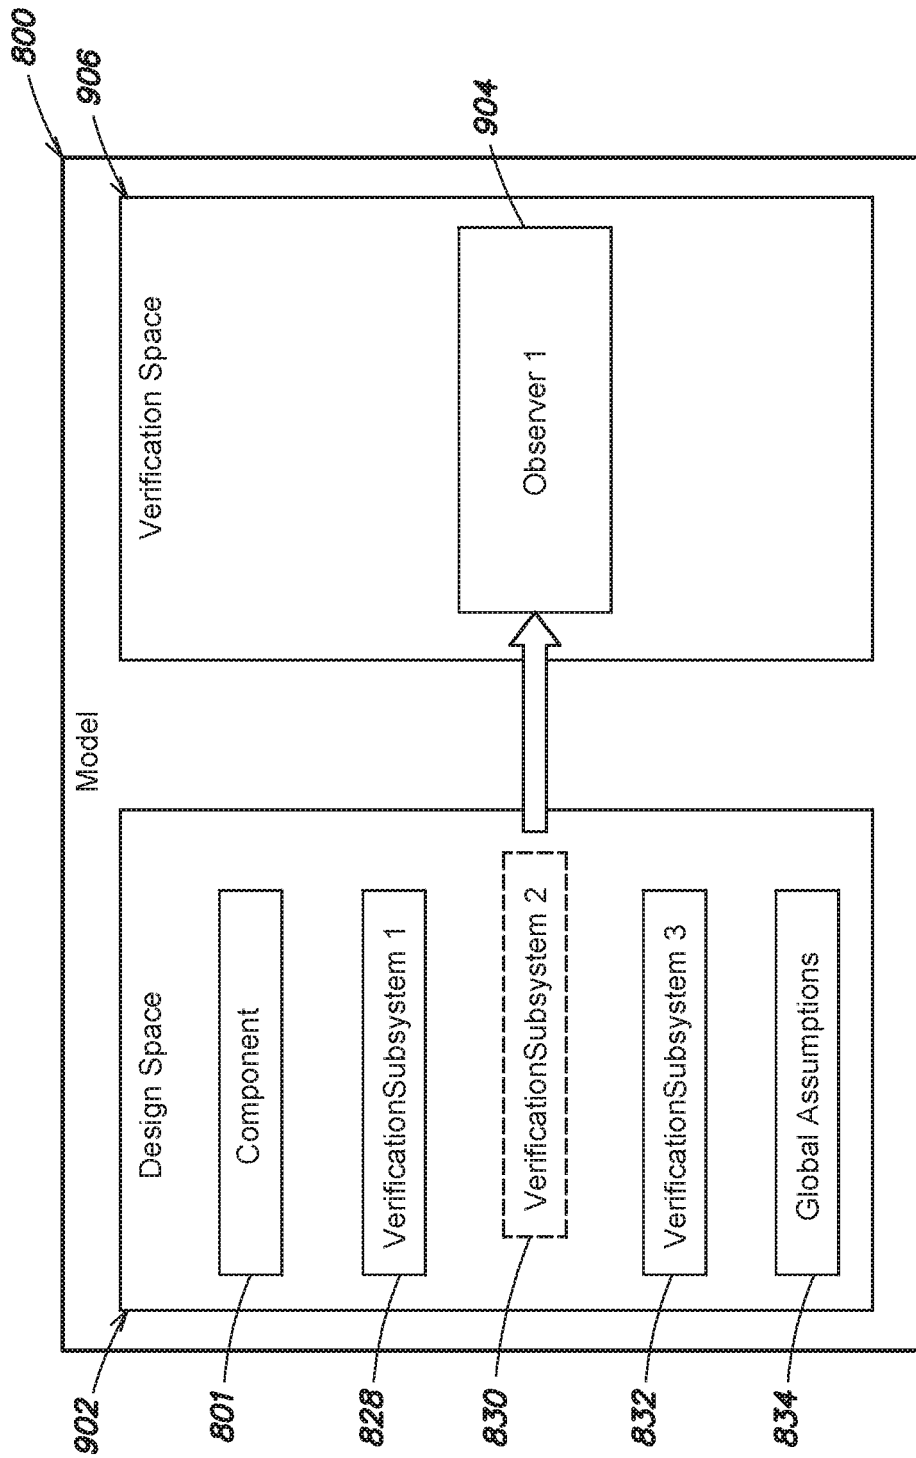 800
Model
902
Design Space
801
Component
828
VerificationSubsystem 1
830
VerificationSubsystem 2
832
VerificationSubsystem 3
834
Global Assumptions
906
Verification Space
904
Observer 1